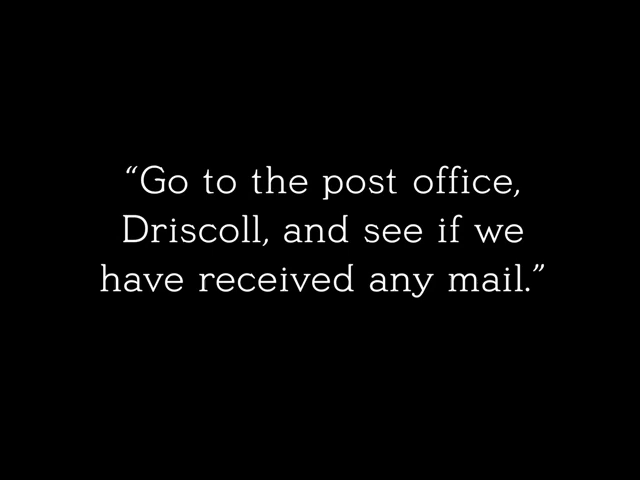 “Go to the post office,
Driscoll, and see if we
have received any mail.”